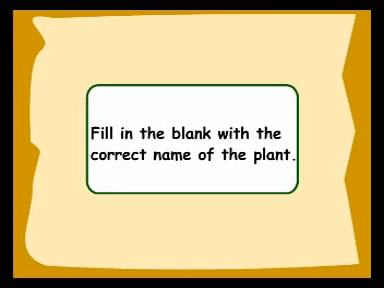 Fill in the blank with the
correct name of the plant.